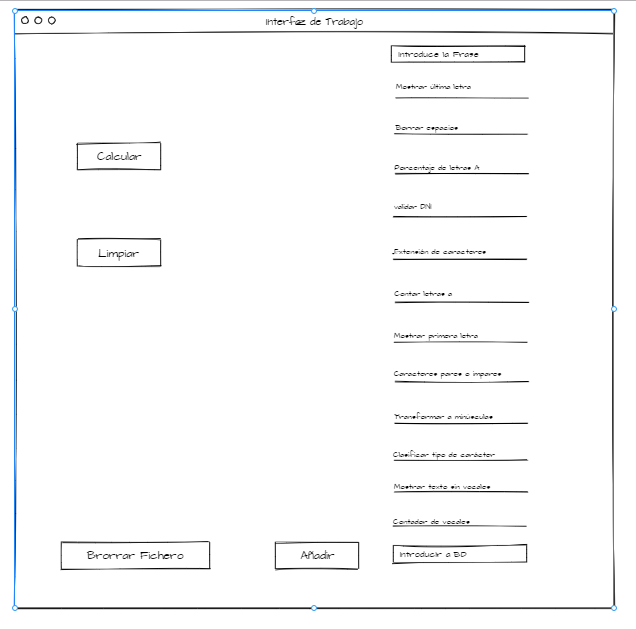 Interfaz de Trabajo
Introduce la Frase
Mostrar última letra
Borrar espacios
Calcular
Porcentaje de letras A
validar DNI
Limpiar
Extensión de caracteres
Contar letras a
Mostrar primera letra
Caracteres pares o impares
Transformar a minúsculas
Clasificar tipo de carácter
Mostrar texto sin vocales
Contador de vocales
Brorrar Fichero
Añadir
Introducir a BD